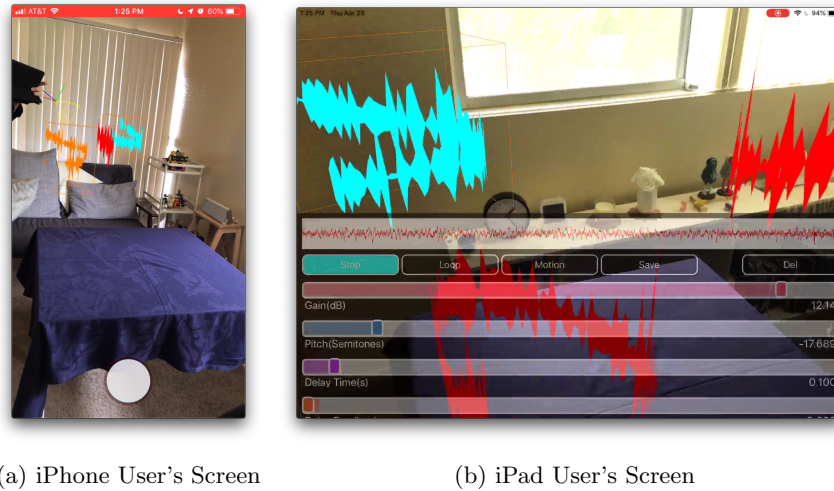 AT&T 1:25 PM 60%
1:25 PM Thu Apr 25 94%
Stop Loop Motion Save Del
Gain(dB) 12.14
Pitch(Semitones) -17.689
Delay Time(s) 0.100
(a) iPhone User's Screen
(b) iPad User's Screen